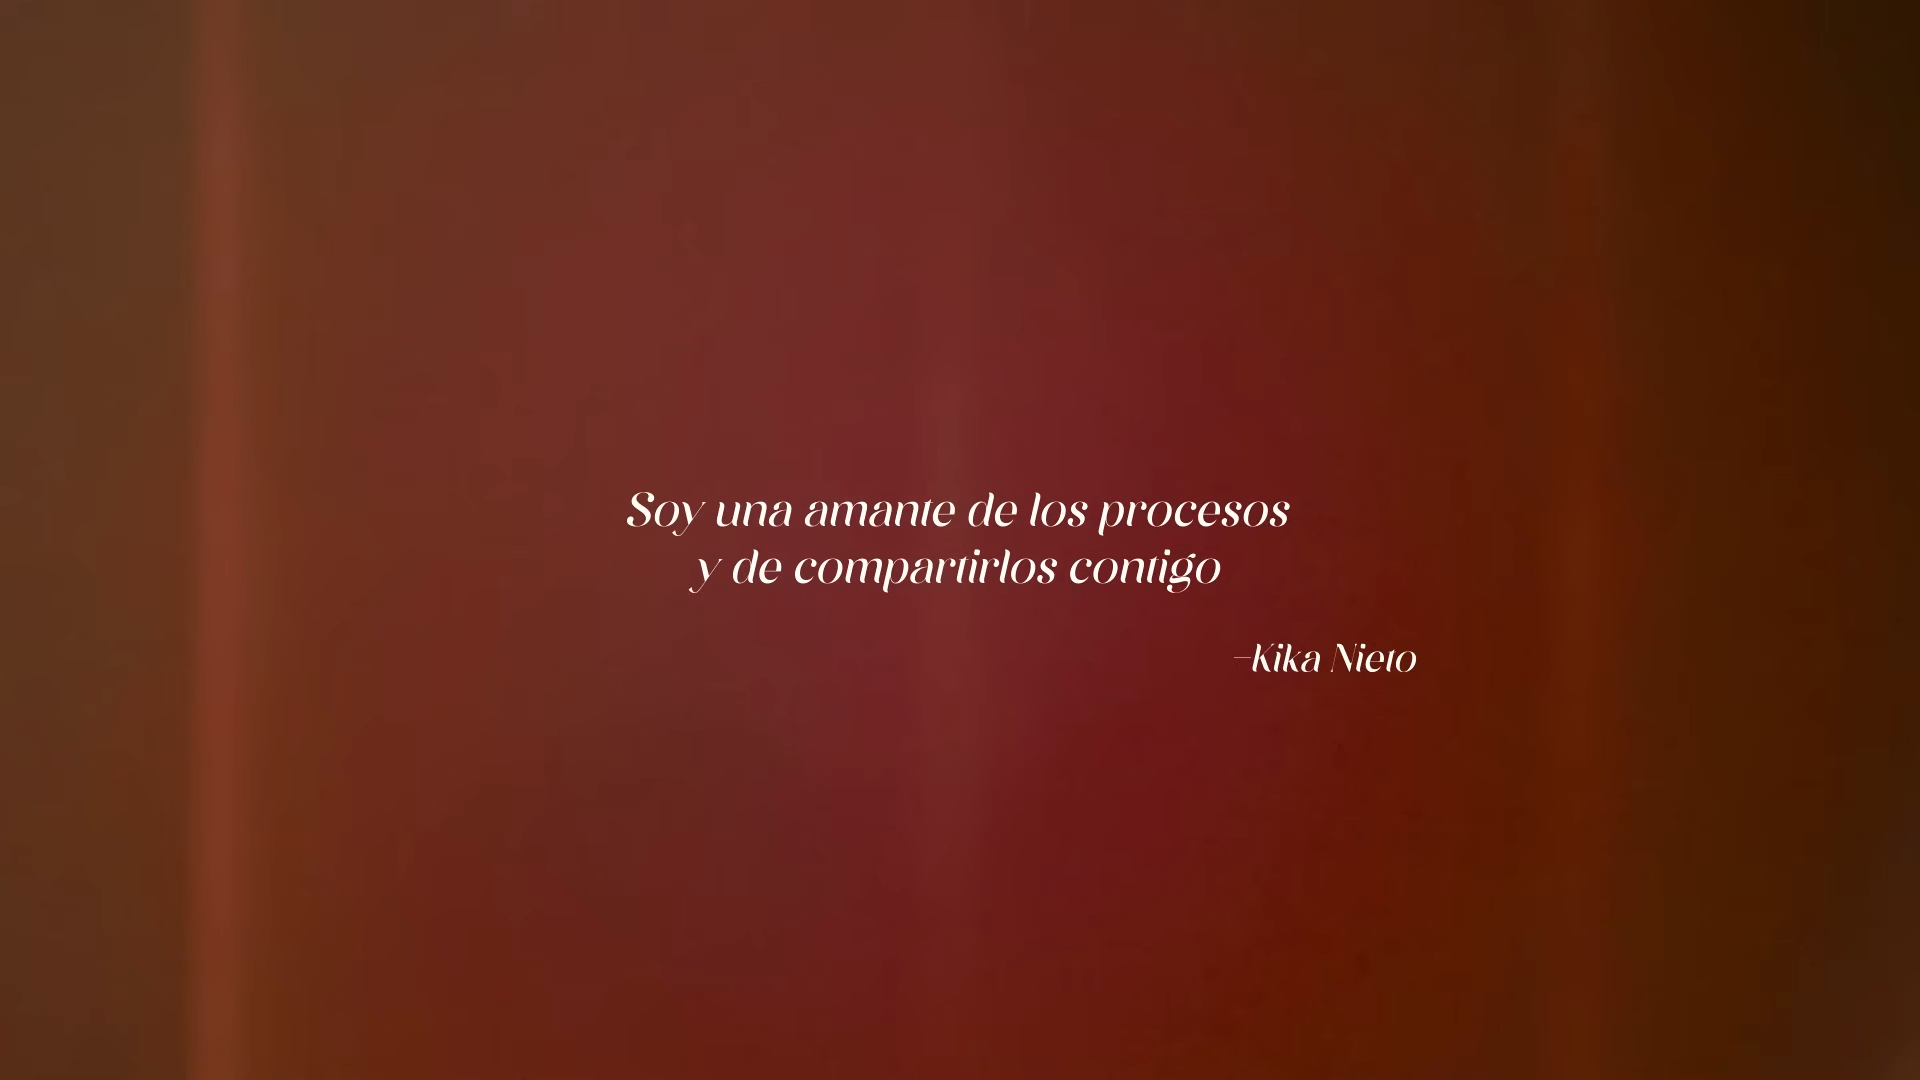 Soy una amante de los procesos
y de compartirlos contigo
–Kika Nieto